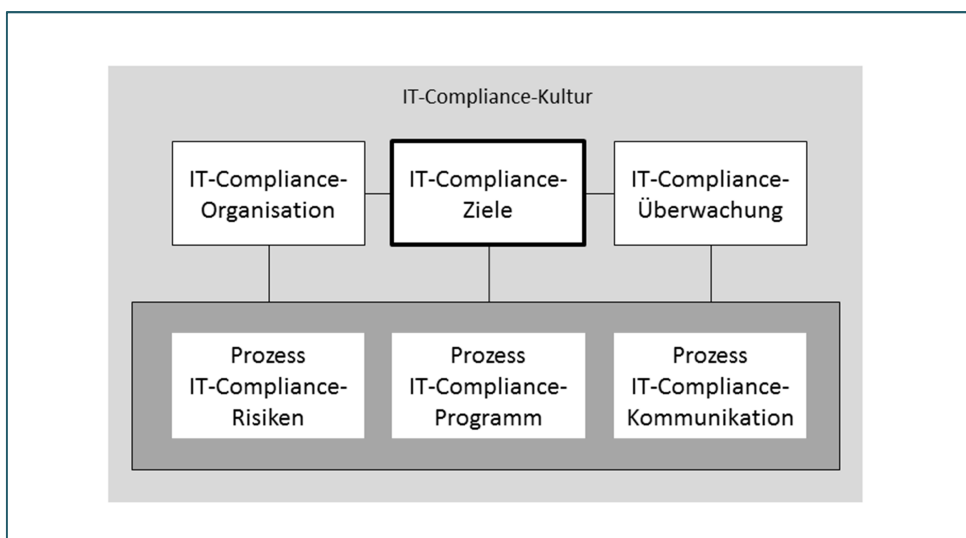 IT-Compliance-Kultur
IT-Compliance-
Organisation
IT-Compliance-
Ziele
IT-Compliance-
Überwachung
Prozess
IT-Compliance-
Risiken
Prozess
IT-Compliance-
Programm
Prozess
IT-Compliance-
Kommunikation